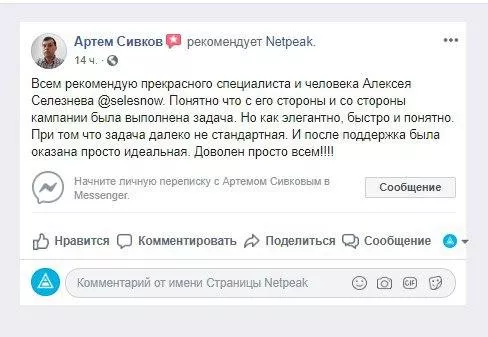 Артем Сивков рекомендует Netpeak.
14 ч. ·
Всем рекомендую прекрасного специалиста и человека Алексея
Селезнева @selesnow. Понятно что с его стороны и со стороны
кампании была выполнена задача. Но как элегантно, быстро и понятно.
При том что задача далеко не стандартная. И после поддержка была
оказана просто идеальная. Доволен просто всем!!!!
Начните личную переписку с Артемом Сивковым в
Messenger.
Сообщение
Нравится Комментировать Поделиться Сообщение
Комментарий от имени Страницы Netpeak
GIF